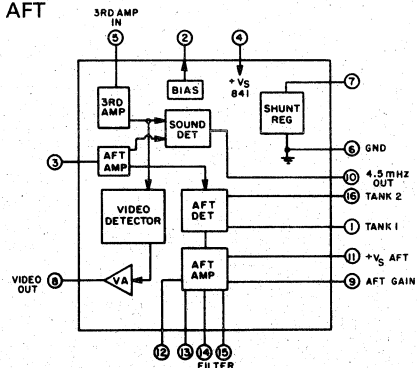 AFT
3RD AMP
IN
5
2
4
+VS
841
7
BIAS
3RD
AMP
SOUND
DET
SHUNT
REG
6 GND
3
AFT
AMP
10 4.5 mHz
OUT
16 TANK 2
VIDEO
DETECTOR
AFT
DET
1 TANK 1
11 +VS AFT
VIDEO
OUT
8
VA
AFT
AMP
9 AFT GAIN
12 13 14 15
FILTER